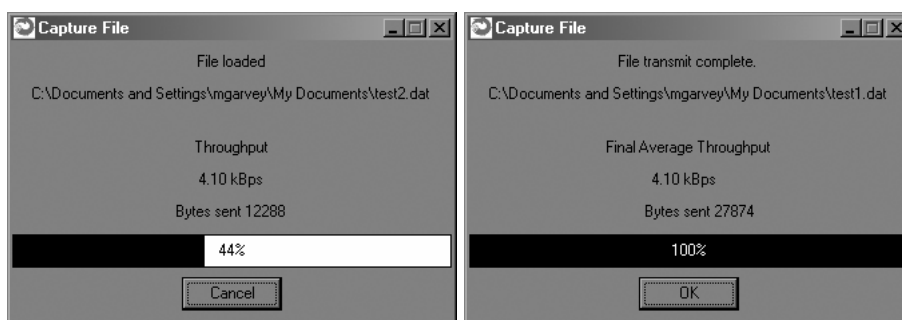 Capture File
File loaded
C:\Documents and Settings\mgarvey\My Documents\test2.dat
Throughput
4.10 kBps
Bytes sent 12288
44%
Cancel
Capture File
File transmit complete.
C:\Documents and Settings\mgarvey\My Documents\test1.dat
Final Average Throughput
4.10 kBps
Bytes sent 27874
100%
OK